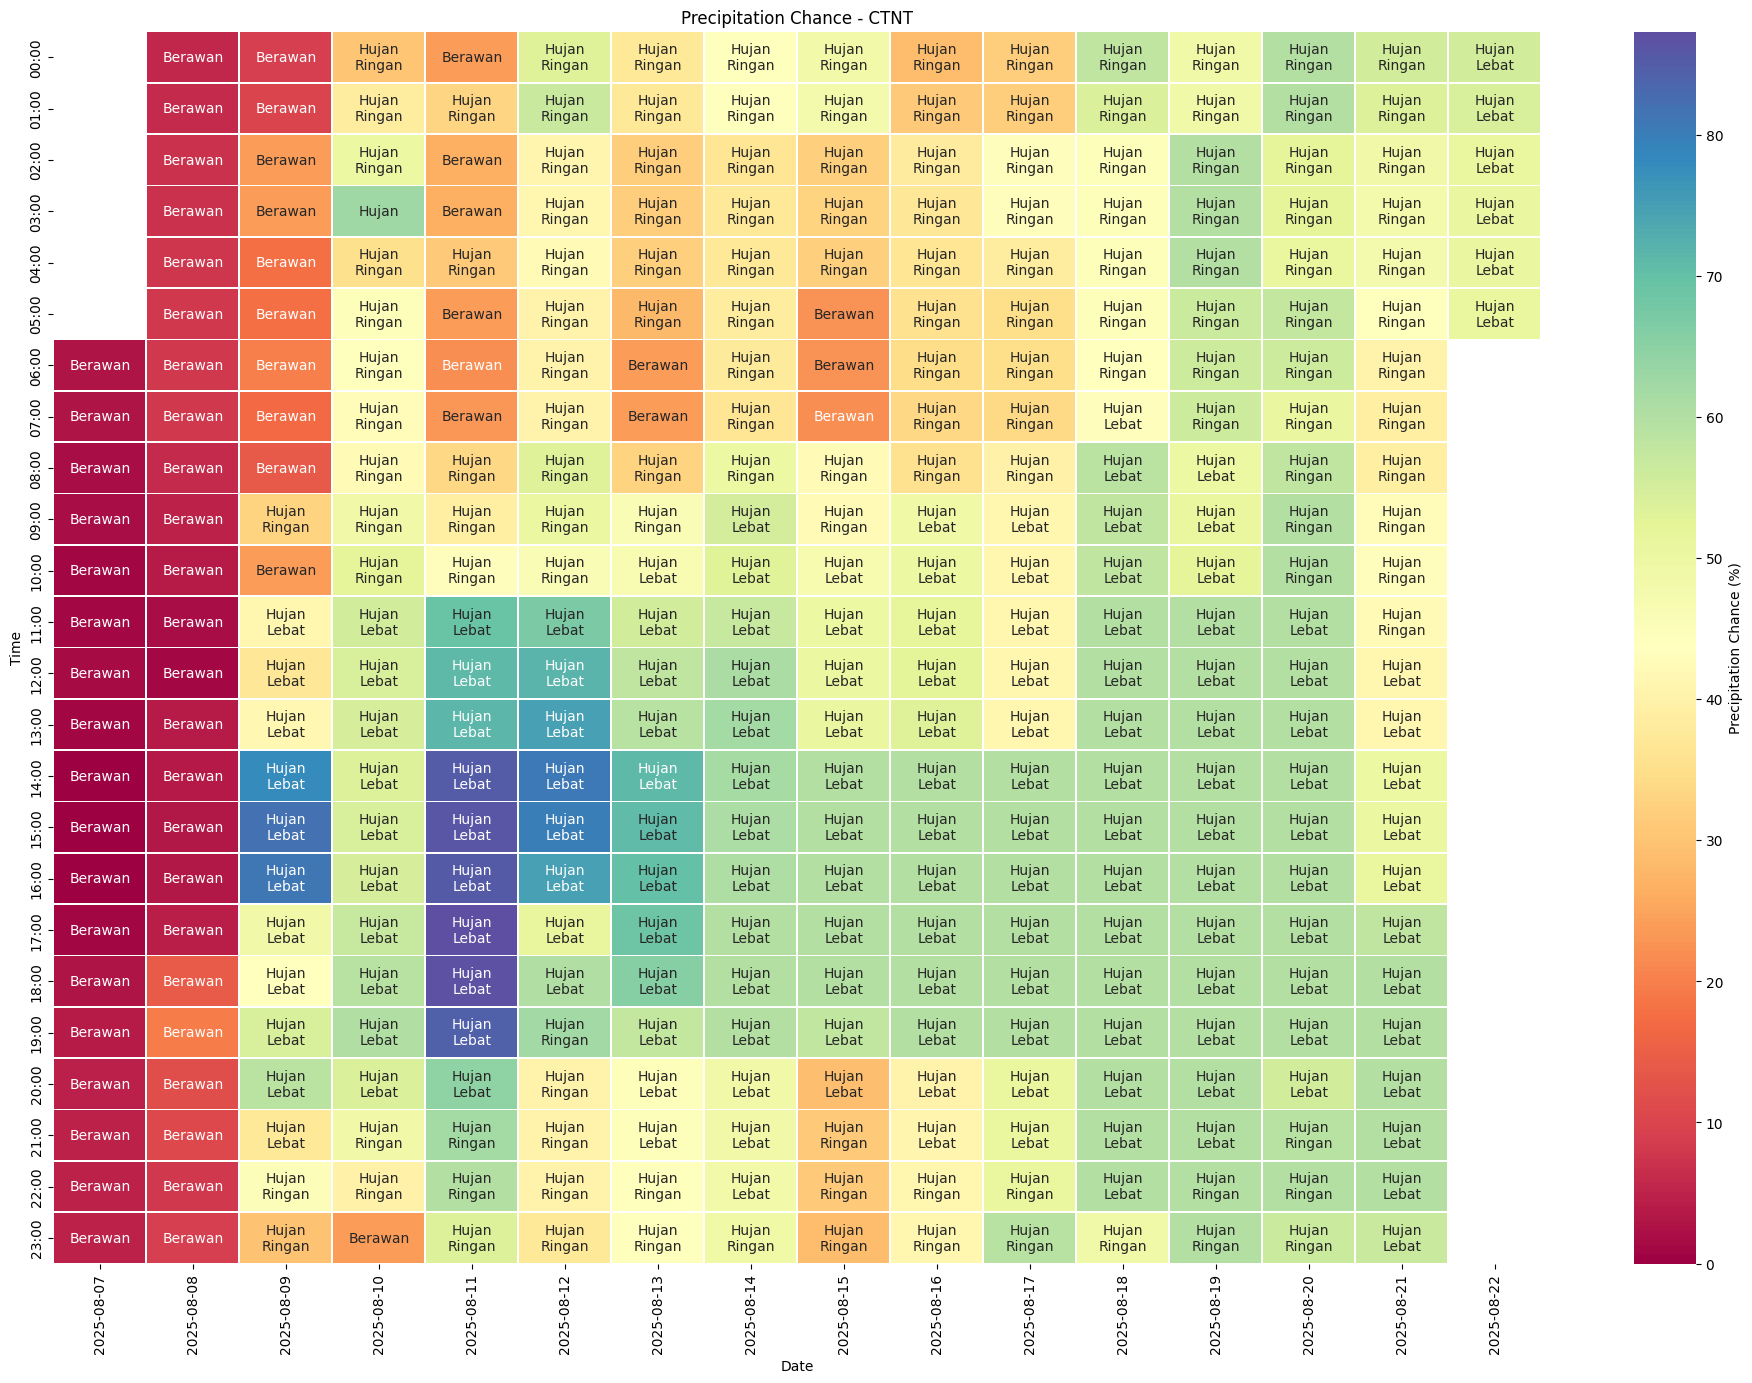 Precipitation Chance - CTNT
00:00 Berawan Berawan Hujan Ringan Berawan Hujan Ringan Hujan Ringan Hujan Ringan Hujan Ringan Hujan Ringan Hujan Ringan Hujan Ringan Hujan Ringan Hujan Ringan Hujan Ringan Hujan Lebat
01:00 Berawan Berawan Hujan Ringan Hujan Ringan Hujan Ringan Hujan Ringan Hujan Ringan Hujan Ringan Hujan Ringan Hujan Ringan Hujan Ringan Hujan Ringan Hujan Ringan Hujan Ringan Hujan Lebat
02:00 Berawan Berawan Hujan Ringan Berawan Hujan Ringan Hujan Ringan Hujan Ringan Hujan Ringan Hujan Ringan Hujan Ringan Hujan Ringan Hujan Ringan Hujan Ringan Hujan Ringan Hujan Lebat
03:00 Berawan Berawan Hujan Berawan Hujan Ringan Hujan Ringan Hujan Ringan Hujan Ringan Hujan Ringan Hujan Ringan Hujan Ringan Hujan Ringan Hujan Ringan Hujan Ringan Hujan Lebat
04:00 Berawan Berawan Hujan Ringan Hujan Ringan Hujan Ringan Hujan Ringan Hujan Ringan Hujan Ringan Hujan Ringan Hujan Ringan Hujan Ringan Hujan Ringan Hujan Ringan Hujan Ringan Hujan Lebat
05:00 Berawan Berawan Hujan Ringan Berawan Hujan Ringan Hujan Ringan Hujan Ringan Berawan Hujan Ringan Hujan Ringan Hujan Ringan Hujan Ringan Hujan Ringan Hujan Ringan Hujan Lebat
06:00 Berawan Berawan Berawan Hujan Ringan Berawan Hujan Ringan Berawan Hujan Ringan Berawan Hujan Ringan Hujan Ringan Hujan Ringan Hujan Ringan Hujan Ringan Hujan Ringan
07:00 Berawan Berawan Berawan Hujan Ringan Berawan Hujan Ringan Berawan Hujan Ringan Berawan Hujan Ringan Hujan Ringan Hujan Lebat Hujan Ringan Hujan Ringan Hujan Ringan
08:00 Berawan Berawan Berawan Hujan Ringan Hujan Ringan Hujan Ringan Hujan Ringan Hujan Ringan Hujan Ringan Hujan Ringan Hujan Ringan Hujan Lebat Hujan Lebat Hujan Ringan Hujan Ringan
09:00 Berawan Berawan Hujan Ringan Hujan Ringan Hujan Ringan Hujan Ringan Hujan Ringan Hujan Lebat Hujan Ringan Hujan Lebat Hujan Lebat Hujan Lebat Hujan Lebat Hujan Ringan Hujan Ringan
10:00 Berawan Berawan Berawan Hujan Ringan Hujan Ringan Hujan Ringan Hujan Lebat Hujan Lebat Hujan Lebat Hujan Lebat Hujan Lebat Hujan Lebat Hujan Lebat Hujan Ringan Hujan Ringan
11:00 Berawan Berawan Hujan Lebat Hujan Lebat Hujan Lebat Hujan Lebat Hujan Lebat Hujan Lebat Hujan Lebat Hujan Lebat Hujan Lebat Hujan Lebat Hujan Lebat Hujan Lebat Hujan Ringan
12:00 Berawan Berawan Hujan Lebat Hujan Lebat Hujan Lebat Hujan Lebat Hujan Lebat Hujan Lebat Hujan Lebat Hujan Lebat Hujan Lebat Hujan Lebat Hujan Lebat Hujan Lebat Hujan Lebat
13:00 Berawan Berawan Hujan Lebat Hujan Lebat Hujan Lebat Hujan Lebat Hujan Lebat Hujan Lebat Hujan Lebat Hujan Lebat Hujan Lebat Hujan Lebat Hujan Lebat Hujan Lebat Hujan Lebat
14:00 Berawan Berawan Hujan Lebat Hujan Lebat Hujan Lebat Hujan Lebat Hujan Lebat Hujan Lebat Hujan Lebat Hujan Lebat Hujan Lebat Hujan Lebat Hujan Lebat Hujan Lebat Hujan Lebat
15:00 Berawan Berawan Hujan Lebat Hujan Lebat Hujan Lebat Hujan Lebat Hujan Lebat Hujan Lebat Hujan Lebat Hujan Lebat Hujan Lebat Hujan Lebat Hujan Lebat Hujan Lebat Hujan Lebat
16:00 Berawan Berawan Hujan Lebat Hujan Lebat Hujan Lebat Hujan Lebat Hujan Lebat Hujan Lebat Hujan Lebat Hujan Lebat Hujan Lebat Hujan Lebat Hujan Lebat Hujan Lebat Hujan Lebat
17:00 Berawan Berawan Hujan Lebat Hujan Lebat Hujan Lebat Hujan Lebat Hujan Lebat Hujan Lebat Hujan Lebat Hujan Lebat Hujan Lebat Hujan Lebat Hujan Lebat Hujan Lebat Hujan Lebat
18:00 Berawan Berawan Hujan Lebat Hujan Lebat Hujan Lebat Hujan Lebat Hujan Lebat Hujan Lebat Hujan Lebat Hujan Lebat Hujan Lebat Hujan Lebat Hujan Lebat Hujan Lebat Hujan Lebat
19:00 Berawan Berawan Hujan Lebat Hujan Lebat Hujan Lebat Hujan Ringan Hujan Lebat Hujan Lebat Hujan Lebat Hujan Lebat Hujan Lebat Hujan Lebat Hujan Lebat Hujan Lebat Hujan Lebat
20:00 Berawan Berawan Hujan Lebat Hujan Lebat Hujan Lebat Hujan Ringan Hujan Lebat Hujan Lebat Hujan Lebat Hujan Lebat Hujan Lebat Hujan Lebat Hujan Lebat Hujan Lebat Hujan Lebat
21:00 Berawan Berawan Hujan Lebat Hujan Ringan Hujan Ringan Hujan Ringan Hujan Lebat Hujan Lebat Hujan Ringan Hujan Lebat Hujan Lebat Hujan Lebat Hujan Lebat Hujan Ringan Hujan Lebat
22:00 Berawan Berawan Hujan Ringan Hujan Ringan Hujan Ringan Hujan Ringan Hujan Ringan Hujan Lebat Hujan Ringan Hujan Ringan Hujan Ringan Hujan Lebat Hujan Ringan Hujan Ringan Hujan Lebat
23:00 Berawan Berawan Hujan Ringan Berawan Hujan Ringan Hujan Ringan Hujan Ringan Hujan Ringan Hujan Ringan Hujan Ringan Hujan Ringan Hujan Ringan Hujan Ringan Hujan Ringan Hujan Lebat
Time
2025-08-07 2025-08-08 2025-08-09 2025-08-10 2025-08-11 2025-08-12 2025-08-13 2025-08-14 2025-08-15 2025-08-16 2025-08-17 2025-08-18 2025-08-19 2025-08-20 2025-08-21 2025-08-22
Date
80
70
60
50
40
30
20
10
0
Precipitation Chance (%)